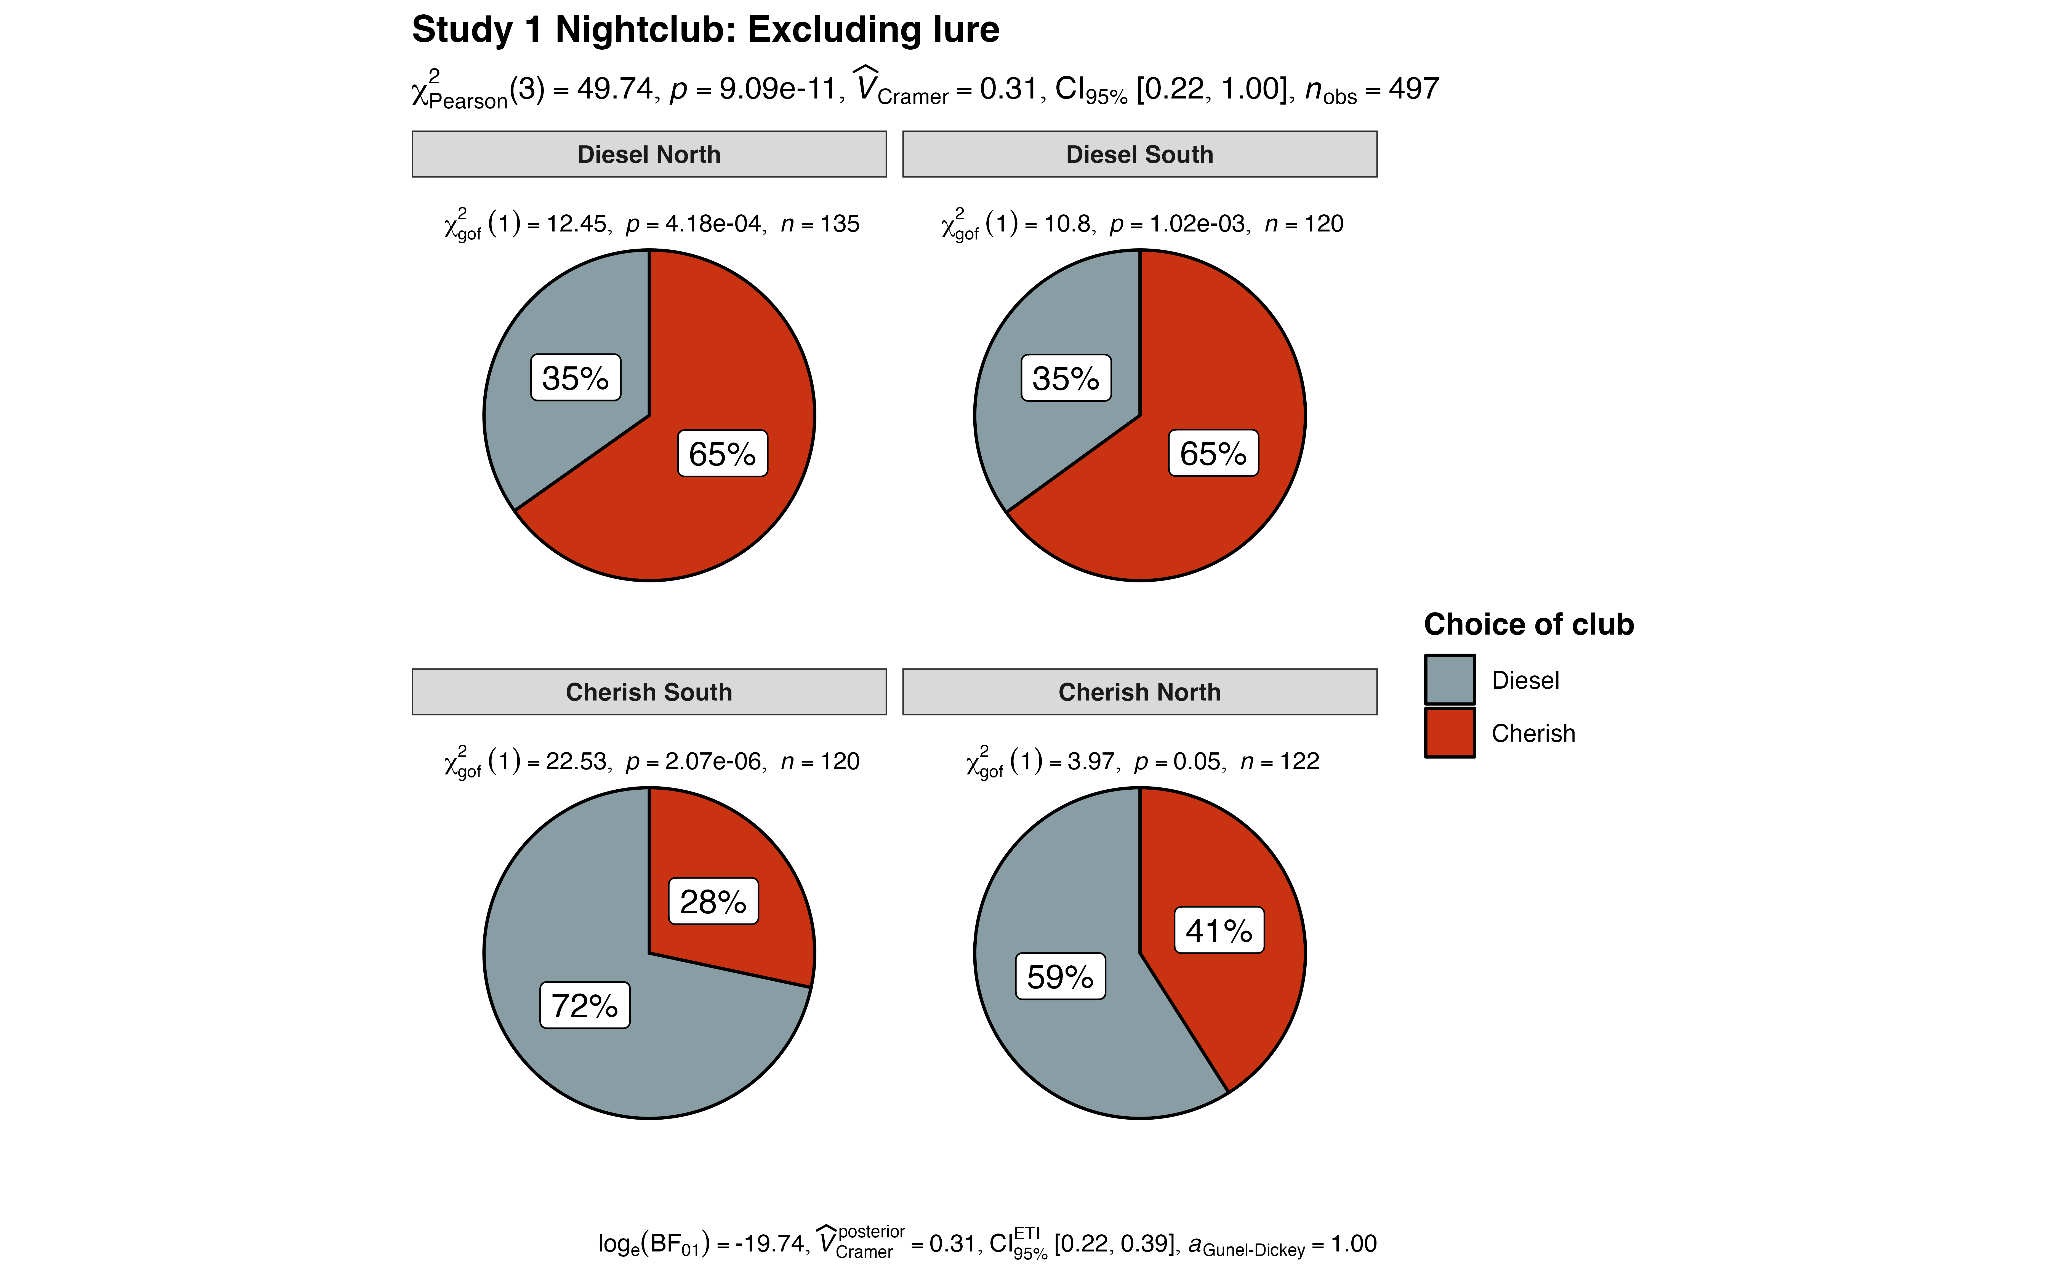 Study 1 Nightclub: Excluding lure
χ²Pearson(3) = 49.74, p = 9.09e-11, V̂Cramer = 0.31, CI95% [0.22, 1.00], nobs = 497
Diesel North
χ²gof (1) = 12.45, p = 4.18e-04, n = 135
35%
65%
Diesel South
χ²gof (1) = 10.8, p = 1.02e-03, n = 120
35%
65%
Cherish South
χ²gof (1) = 22.53, p = 2.07e-06, n = 120
28%
72%
Cherish North
χ²gof (1) = 3.97, p = 0.05, n = 122
41%
59%
Choice of club
Diesel
Cherish
loge(BF01) = -19.74, V̂posteriorCramer = 0.31, CIETI95% [0.22, 0.39], aGunel-Dickey = 1.00